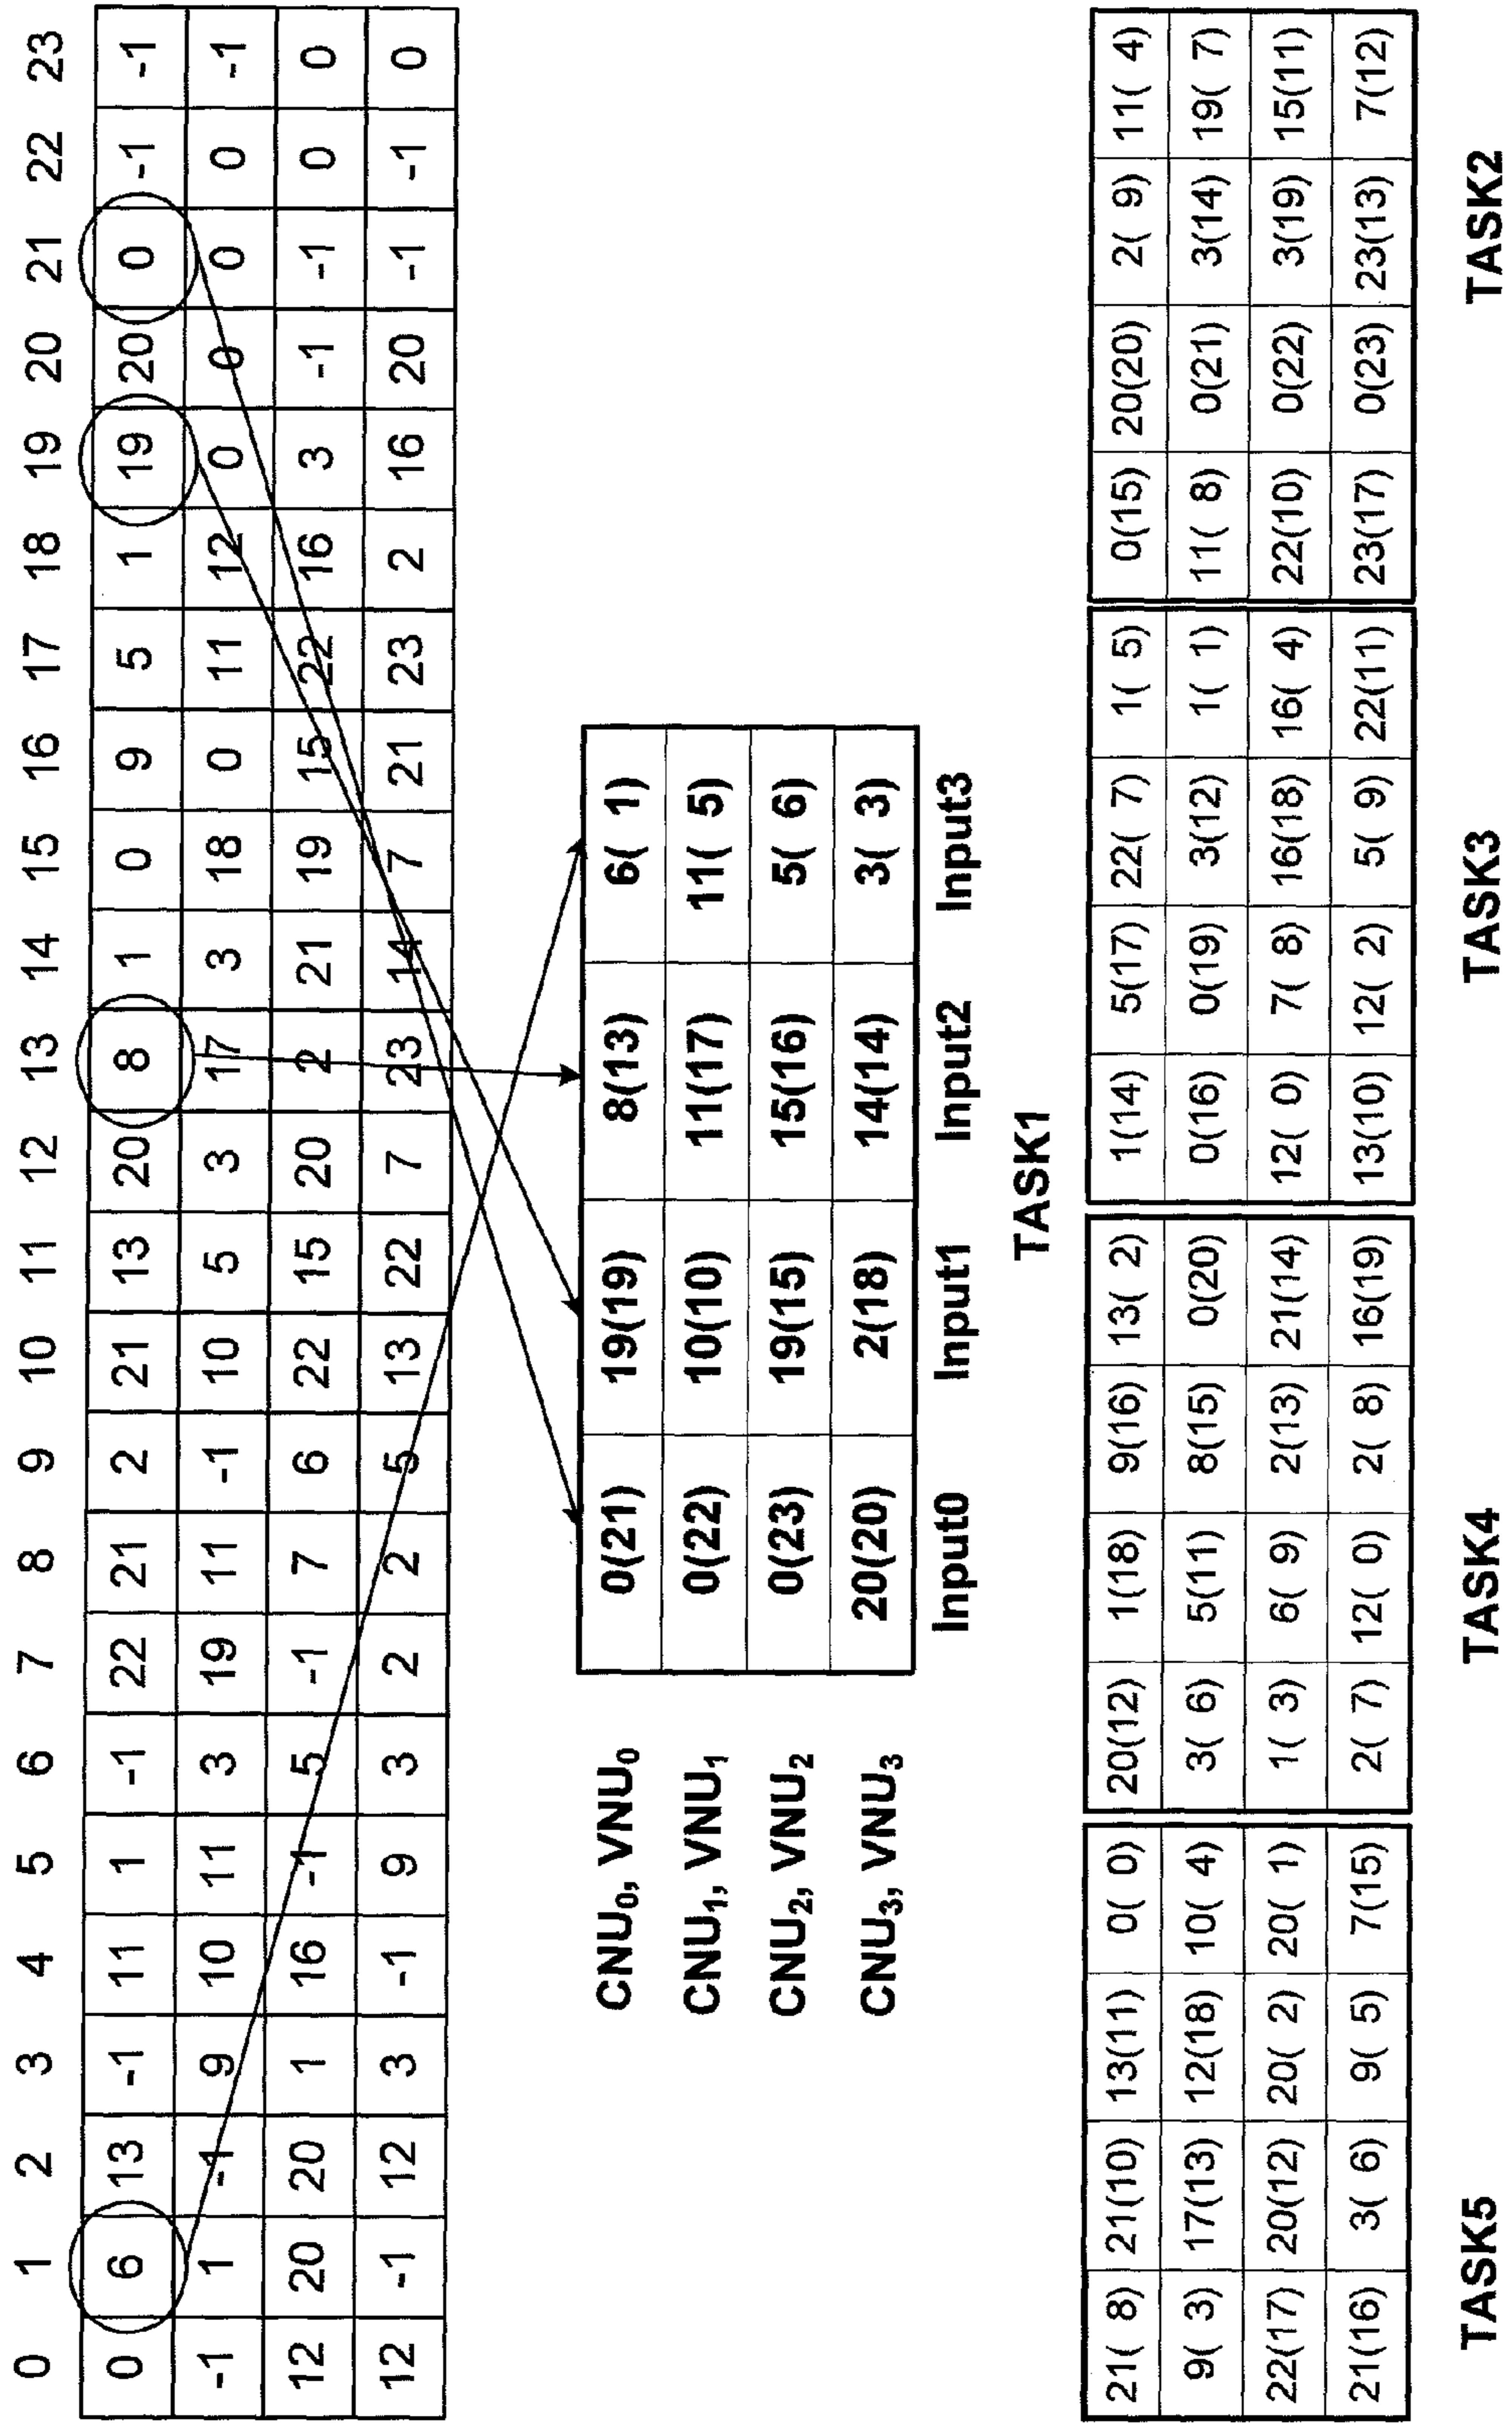 0 1 2 3 4 5 6 7 8 9 10 11 12 13 14 15 16 17 18 19 20 21 22 23
0 6 13 -1 11 1 -1 22 21 2 21 13 20 8 1 0 9 5 1 19 20 0 -1 -1
-1 1 -1 9 10 11 3 19 11 -1 10 5 3 17 3 18 0 11 12 0 0 0 0 -1
12 20 20 1 16 -1 5 -1 7 6 22 15 20 2 21 19 15 22 16 3 -1 -1 0 0
12 -1 12 3 -1 9 3 2 2 5 13 22 7 23 14 7 21 23 2 16 20 -1 -1 0
CNU0, VNU0 0(21) 19(19) 8(13) 6( 1)
CNU1, VNU1 0(22) 10(10) 11(17) 11( 5)
CNU2, VNU2 0(23) 19(15) 15(16) 5( 6)
CNU3, VNU3 20(20) 2(18) 14(14) 3( 3)
Input0 Input1 Input2 Input3
TASK1
21( 8) 21(10) 13(11) 0( 0) 20(12) 1(18) 9(16) 13( 2) 1(14) 5(17) 22( 7) 1( 5) 0(15) 20(20) 2( 9) 11( 4)
9( 3) 17(13) 12(18) 10( 4) 3( 6) 5(11) 8(15) 0(20) 0(16) 0(19) 3(12) 1( 1) 11( 8) 0(21) 3(14) 19( 7)
22(17) 20(12) 20( 2) 20( 1) 1( 3) 6( 9) 2(13) 21(14) 12( 0) 7( 8) 16(18) 16( 4) 22(10) 0(22) 3(19) 15(11)
21(16) 3( 6) 9( 5) 7(15) 2( 7) 12( 0) 2( 8) 16(19) 13(10) 12( 2) 5( 9) 22(11) 23(17) 0(23) 23(13) 7(12)
TASK5 TASK4 TASK3 TASK2